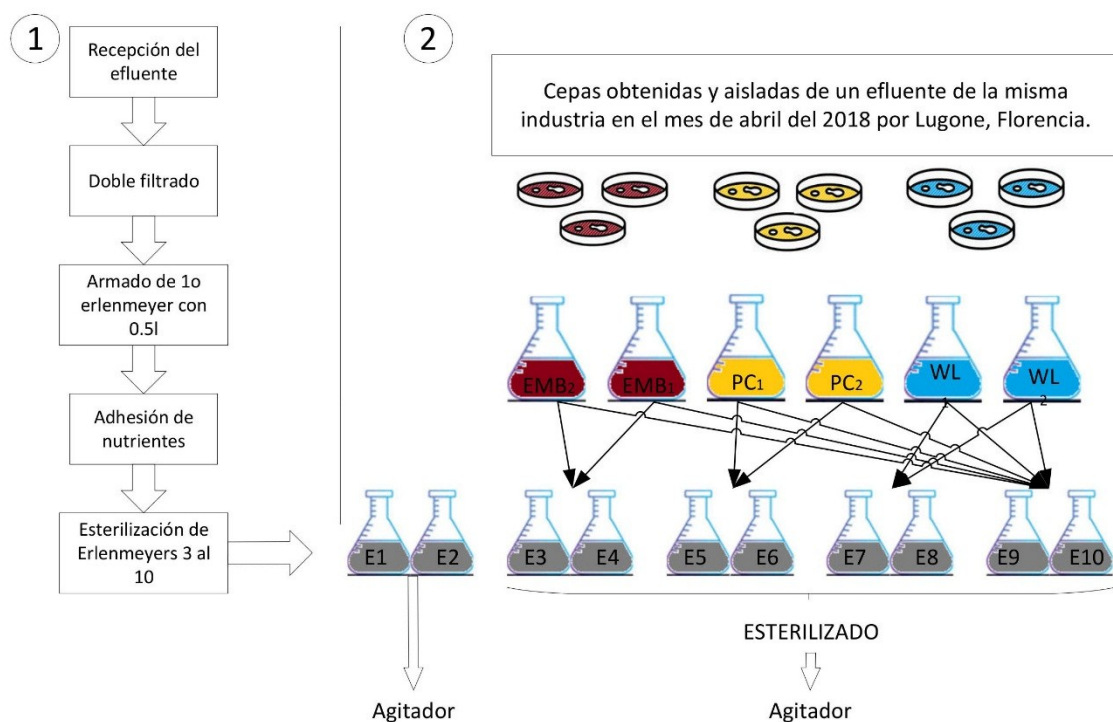 1
Recepción del
efluente
Doble filtrado
Armado de 1o
erlenmeyer con
0.5l
Adhesión de
nutrientes
Esterilización de
Erlenmeyers 3 al
10
2
Cepas obtenidas y aisladas de un efluente de la misma
industria en el mes de abril del 2018 por Lugone, Florencia.
EMB2 EMB1 PC1 PC2 WL WL
1 2
E1 E2 E3 E4 E5 E6 E7 E8 E9 E10
ESTERILIZADO
Agitador Agitador